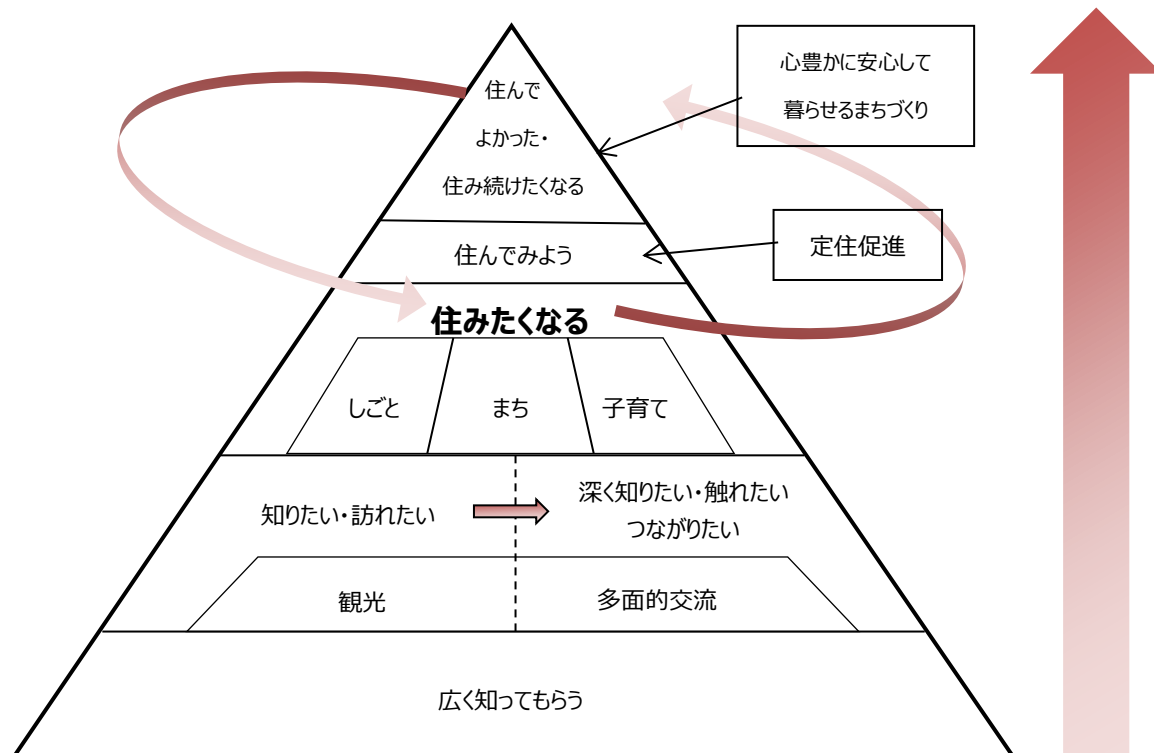 住んで
よかった・
住み続けたくなる
心豊かに安心して
暮らせるまちづくり
住んでみよう
定住促進
住みたくなる
しごと
まち
子育て
知りたい・訪れたい
深く知りたい・触れたい
つながりたい
観光
多面的交流
広く知ってもらう